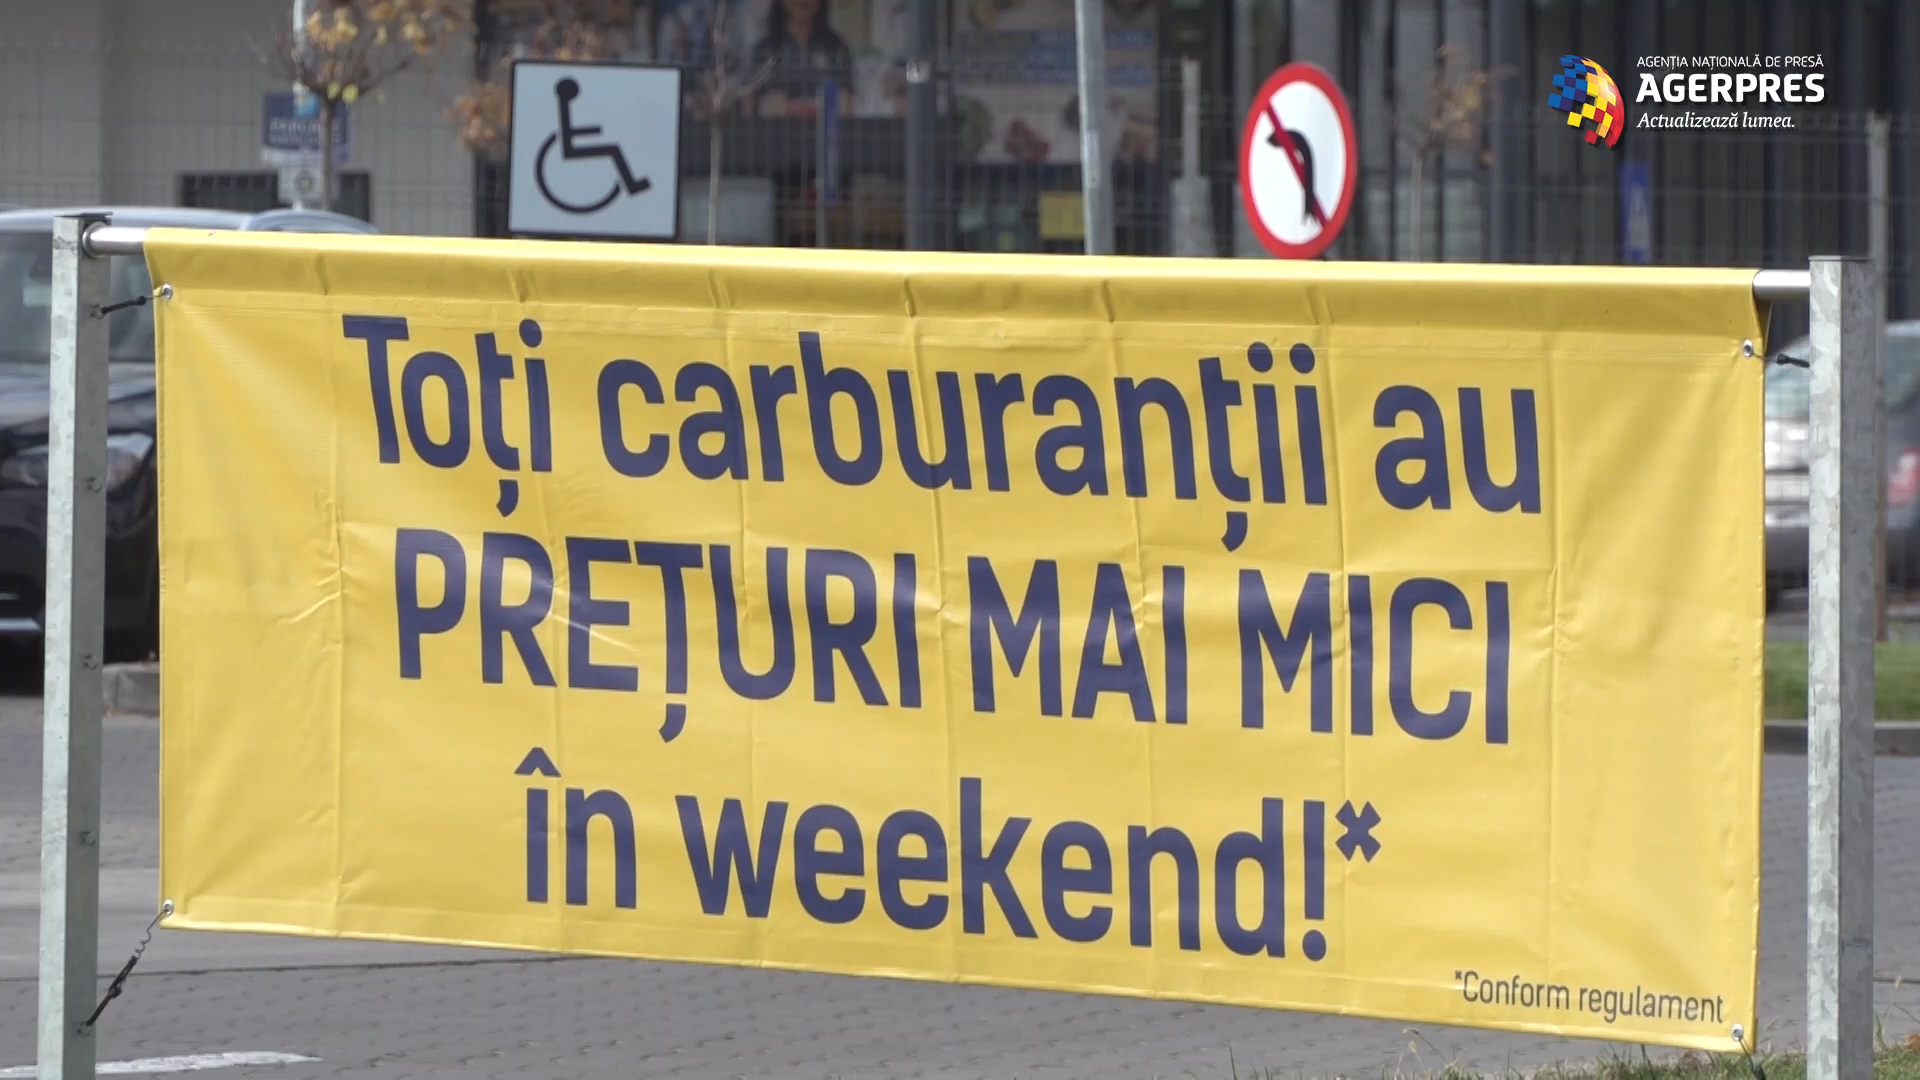 AGENȚIA NAȚIONALĂ DE PRESĂ
AGERPRES
Actualizează lumea.
Toți carburanții au
PREȚURI MAI MICI
în weekend!*
*Conform regulament